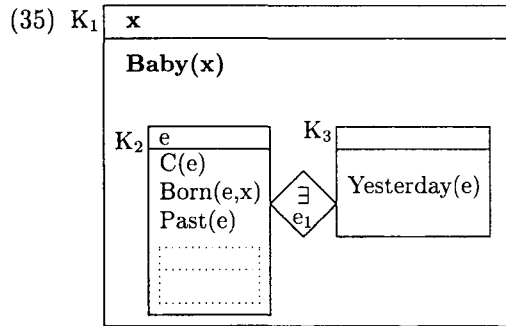 (35) K₁ x
Baby(x)
K₂ e
C(e)
Born(e,x)
Past(e)
∃
e₁
K₃
Yesterday(e)